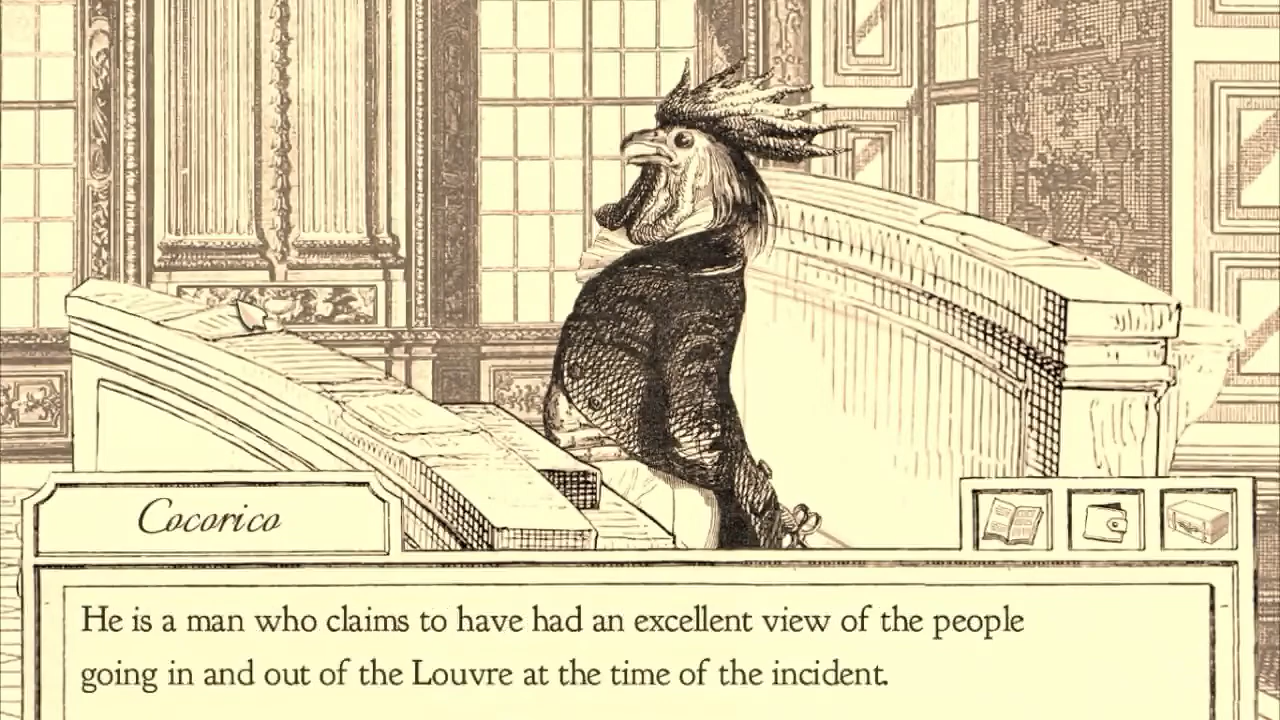 Cocorico
He is a man who claims to have had an excellent view of the people
going in and out of the Louvre at the time of the incident.